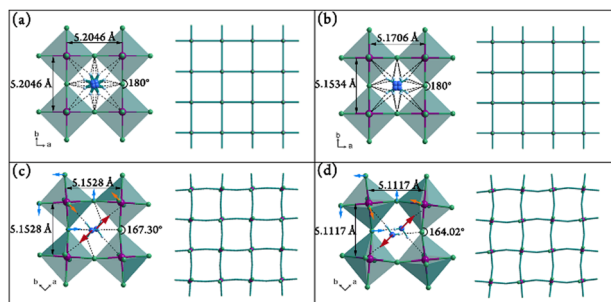 (a)
5.2046 Å
5.2046 Å
180°
b
a
(b)
5.1706 Å
5.1534 Å
180°
b
a
(c)
5.1528 Å
5.1528 Å
167.30°
b
a
(d)
5.1117 Å
5.1117 Å
164.02°
b
a